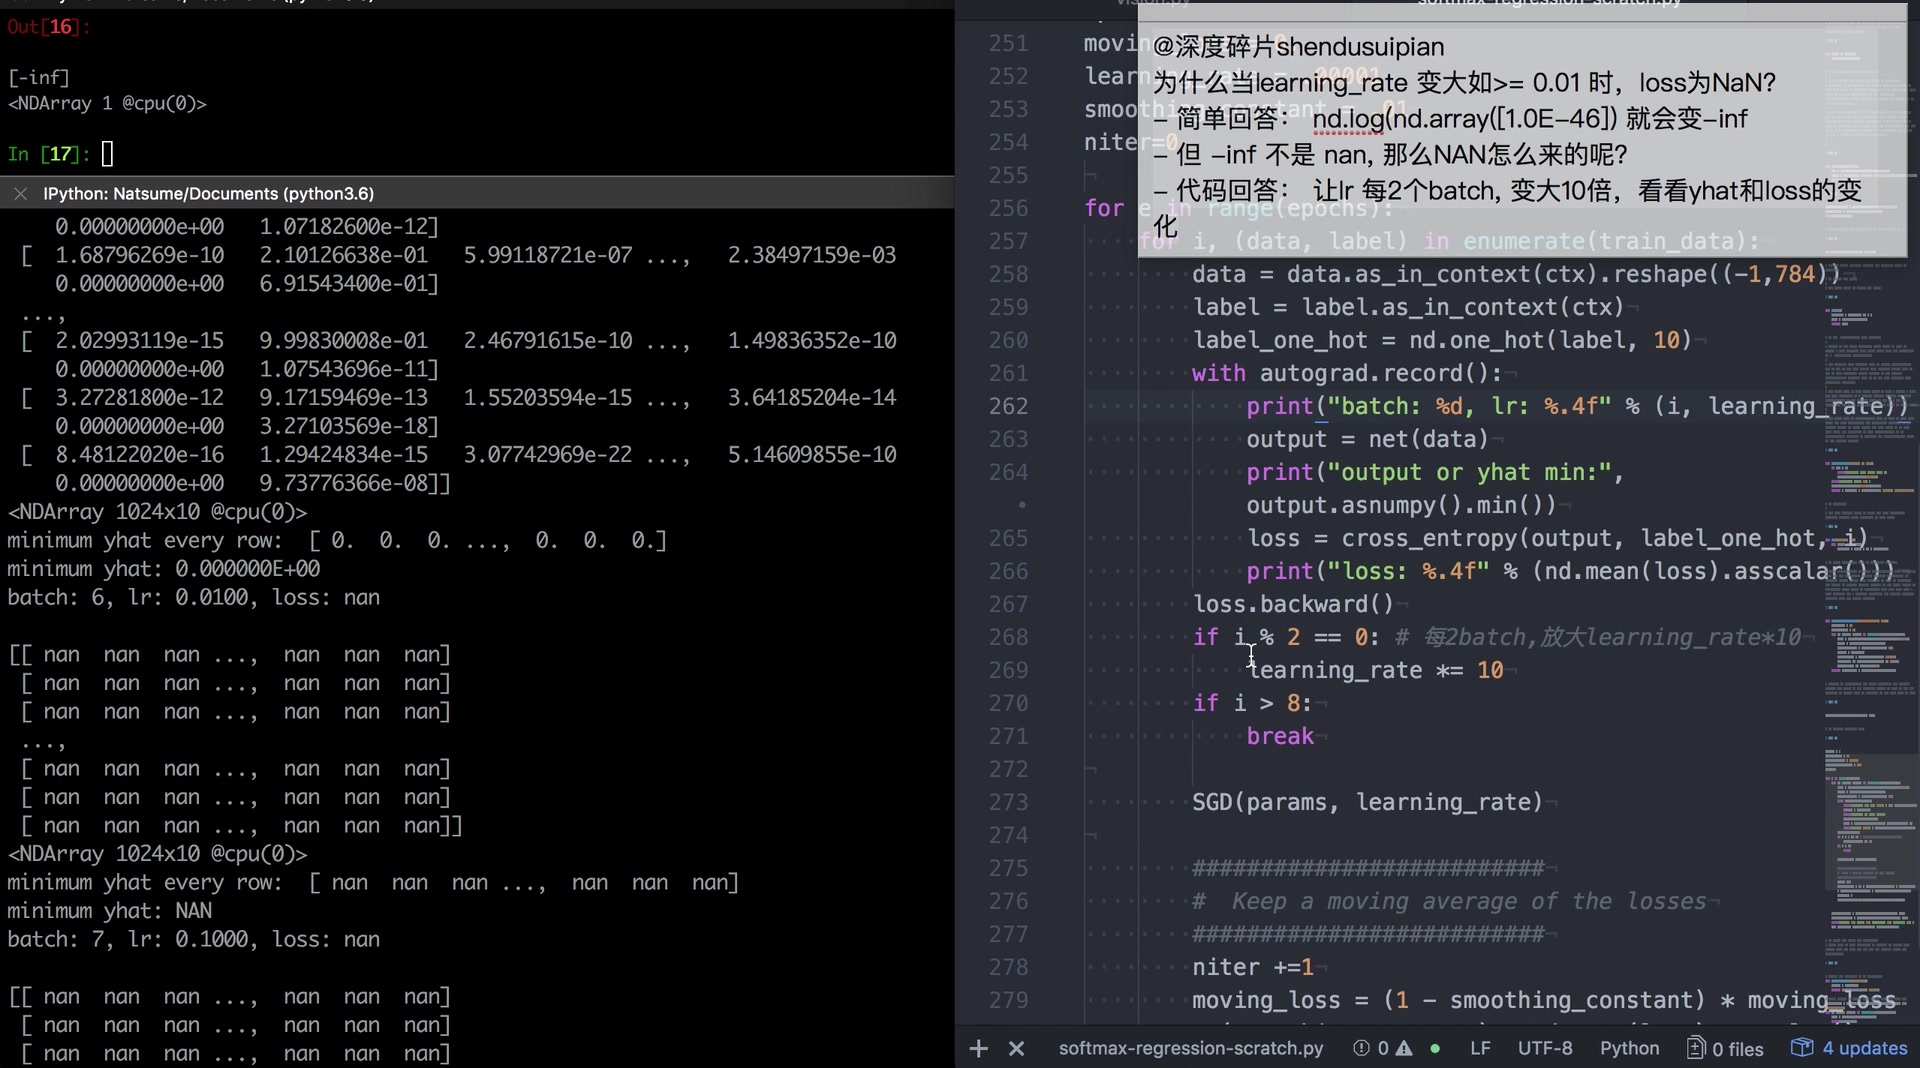 Out[16]:
[-inf]
<NDArray 1 @cpu(0)>
In [17]:
IPython: Natsume/Documents (python3.6)
0.00000000e+00 1.07182600e-12]
[ 1.68796269e-10 2.10126638e-01 5.99118721e-07 ..., 2.38497159e-03
0.00000000e+00 6.91543400e-01]
...,
[ 2.02993119e-15 9.99830008e-01 2.46791615e-10 ..., 1.49836352e-10
0.00000000e+00 1.07543696e-11]
[ 3.27281800e-12 9.17159469e-13 1.55203594e-15 ..., 3.64185204e-14
0.00000000e+00 3.27103569e-18]
[ 8.48122020e-16 1.29424834e-15 3.07742969e-22 ..., 5.14609855e-10
0.00000000e+00 9.73776366e-08]]
<NDArray 1024x10 @cpu(0)>
minimum yhat every row: [ 0. 0. 0. ..., 0. 0. 0.]
minimum yhat: 0.000000E+00
batch: 6, lr: 0.0100, loss: nan
[[ nan nan nan ..., nan nan nan]
[ nan nan nan ..., nan nan nan]
[ nan nan nan ..., nan nan nan]
...,
[ nan nan nan ..., nan nan nan]
[ nan nan nan ..., nan nan nan]
[ nan nan nan ..., nan nan nan]]
<NDArray 1024x10 @cpu(0)>
minimum yhat every row: [ nan nan nan ..., nan nan nan]
minimum yhat: NAN
batch: 7, lr: 0.1000, loss: nan
[[ nan nan nan ..., nan nan nan]
[ nan nan nan ..., nan nan nan]
[ nan nan nan ..., nan nan nan]
softmax-regression-scratch.py
@深度碎片shendusuipian
为什么当learning_rate 变大如>= 0.01 时，loss为NaN?
- 简单回答： nd.log(nd.array([1.0E-46]) 就会变-inf
- 但 -inf 不是 nan, 那么NAN怎么来的呢?
- 代码回答： 让lr 每2个batch, 变大10倍，看看yhat和loss的变
化
251
252
253
254 niter=0
255
256 for e in range(epochs):
257 for i, (data, label) in enumerate(train_data):
258 data = data.as_in_context(ctx).reshape((-1,784))
259 label = label.as_in_context(ctx)
260 label_one_hot = nd.one_hot(label, 10)
261 with autograd.record():
262 print("batch: %d, lr: %.4f" % (i, learning_rate))
263 output = net(data)
264 print("output or yhat min:",
output.asnumpy().min())
265 loss = cross_entropy(output, label_one_hot, i)
266 print("loss: %.4f" % (nd.mean(loss).asscalar()))
267 loss.backward()
268 if i % 2 == 0: # 每2batch,放大learning_rate*10
269 learning_rate *= 10
270 if i > 8:
271 break
272
273 SGD(params, learning_rate)
274
275 ##########################
276 # Keep a moving average of the losses
277 ##########################
278 niter +=1
279 moving_loss = (1 - smoothing_constant) * moving_loss
softmax-regression-scratch.py 0 LF UTF-8 Python 0 files 4 updates